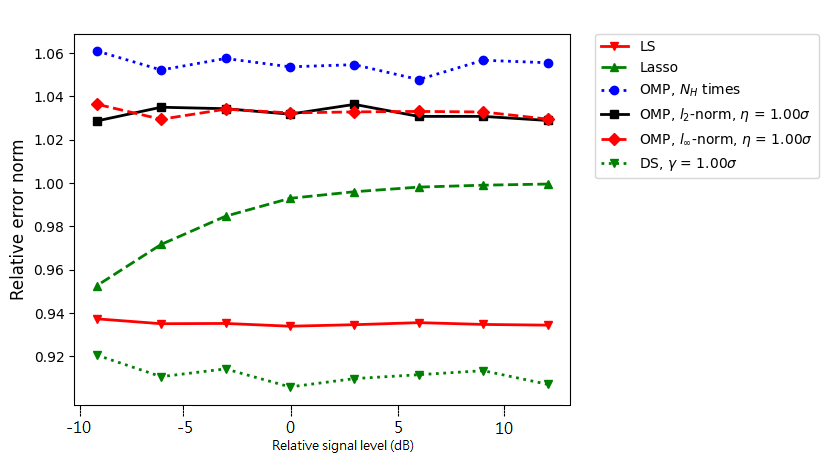 1.06
1.04
1.02
1.00
0.98
0.96
0.94
0.92
Relative error norm
-10
-5
0
5
10
Relative signal level (dB)
LS
Lasso
OMP, N_H times
OMP, l₂-norm, η = 1.00σ
OMP, l∞-norm, η = 1.00σ
DS, γ = 1.00σ